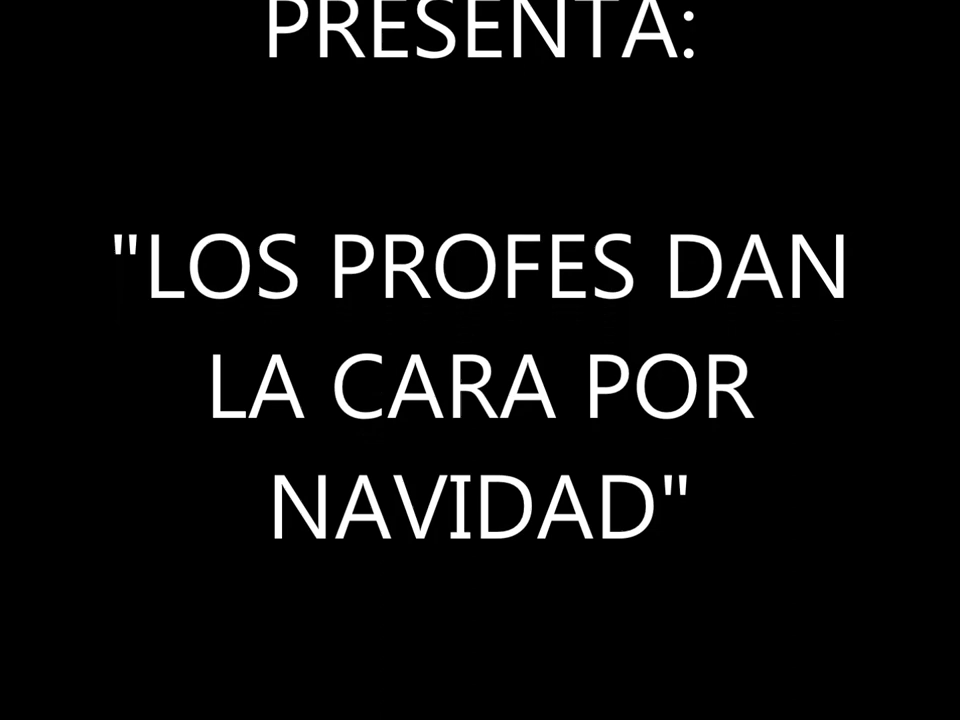 PRESENTA:
"LOS PROFES DAN
LA CARA POR
NAVIDAD"